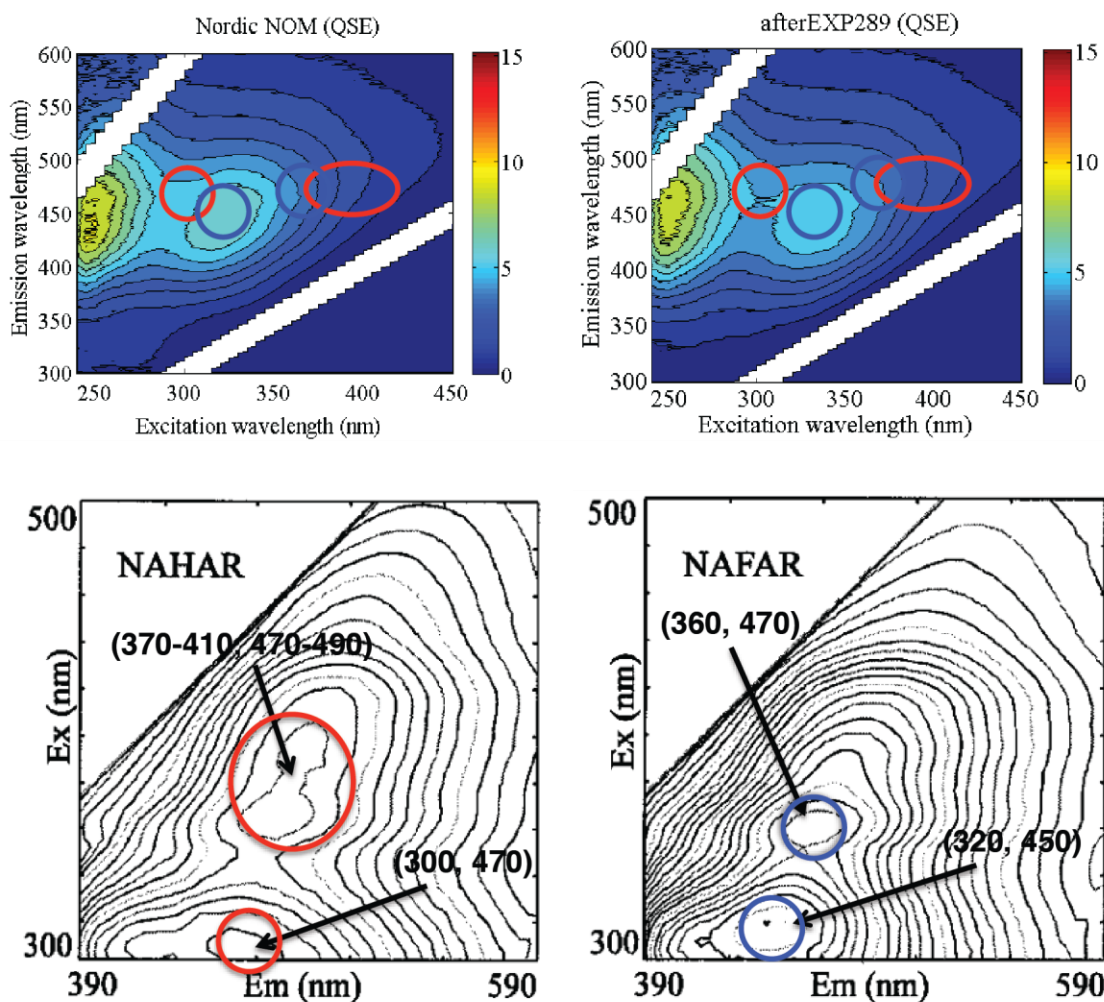 Nordic NOM (QSE)
600
550
500
450
400
350
300
Emission wavelength (nm)
250 300 350 400 450
Excitation wavelength (nm)
15
10
5
0
afterEXP289 (QSE)
600
550
500
450
400
350
300
Emission wavelength (nm)
250 300 350 400 450
Excitation wavelength (nm)
15
10
5
0
500
NAHAR
(370-410, 470-490)
Ex (nm)
(300, 470)
300
390 Em (nm) 590
500
NAFAR
(360, 470)
Ex (nm)
(320, 450)
300
390 Em (nm) 590